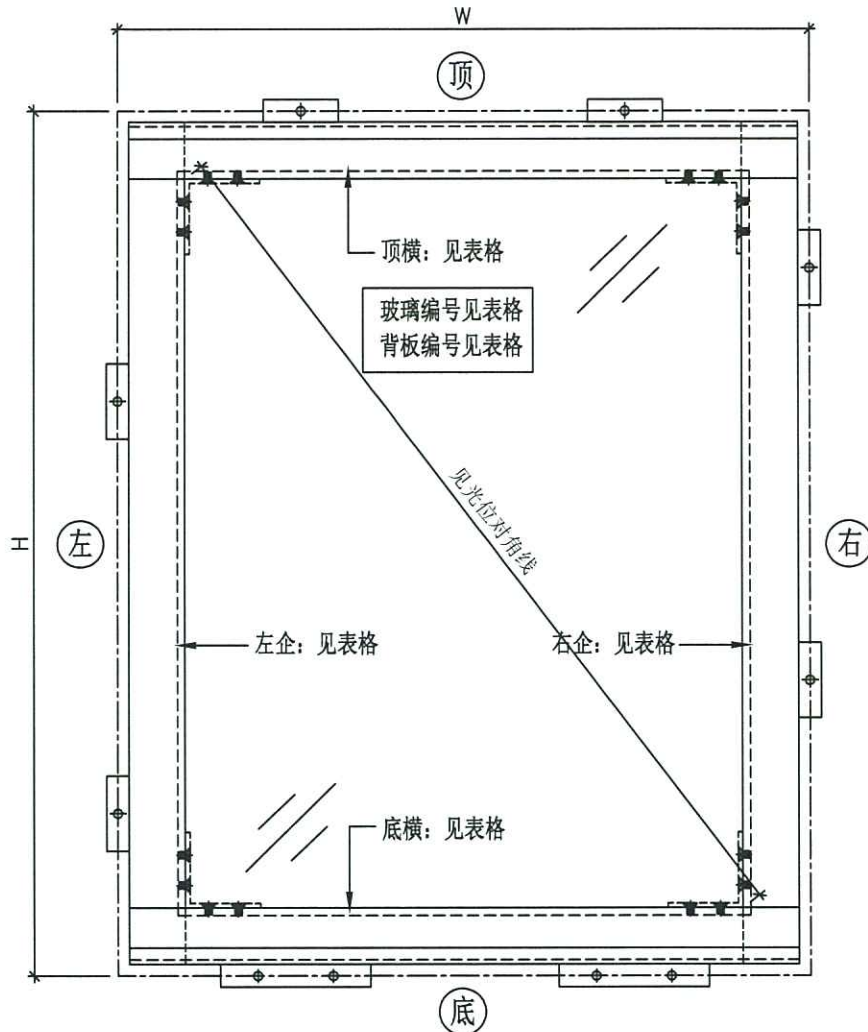 W
顶
顶横：见表格
玻璃编号见表格
背板编号见表格
见光位对角线
H
左
右
左企：见表格
右企：见表格
底横：见表格
底